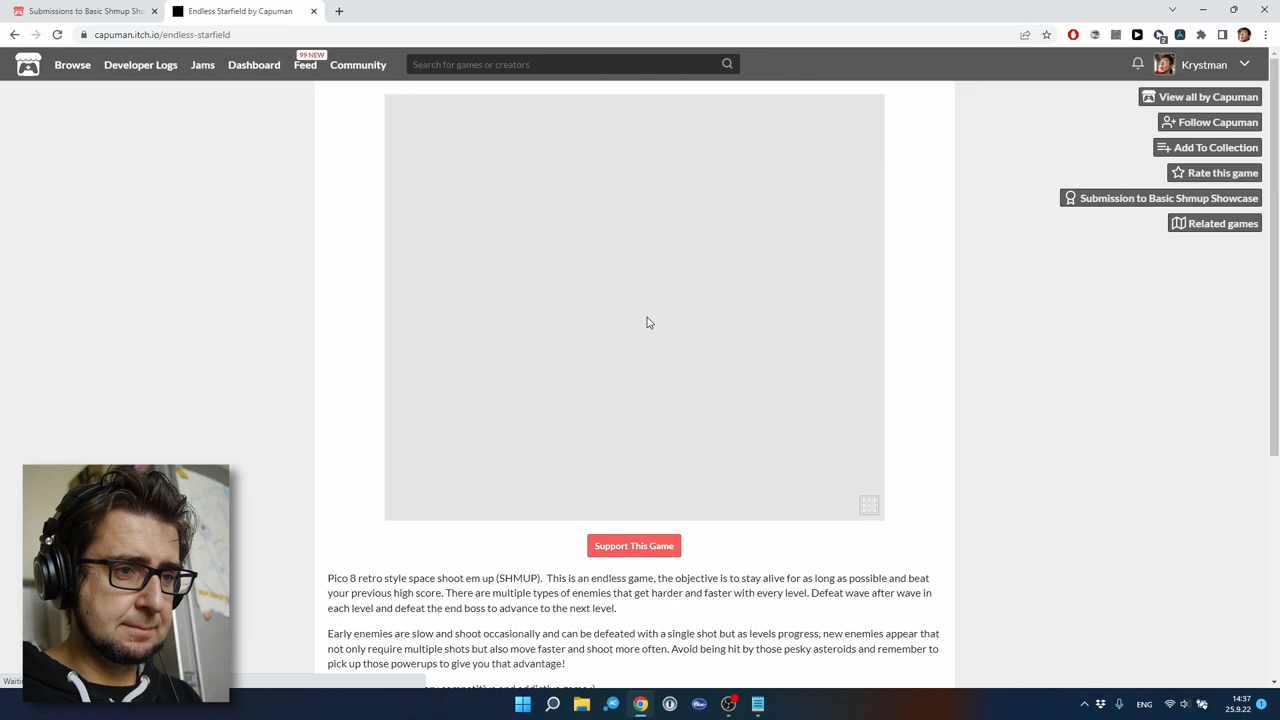 Submissions to Basic Shmup Sho
Endless Starfield by Capuman
capuman.itch.io/endless-starfield
Browse
Developer Logs
Jams
Dashboard
99 NEW
Feed
Community
Search for games or creators
Krystman
View all by Capuman
Follow Capuman
Add To Collection
Rate this game
Submission to Basic Shmup Showcase
Related games
Support This Game
Pico 8 retro style space shoot em up (SHMUP). This is an endless game, the objective is to stay alive for as long as possible and beat
your previous high score. There are multiple types of enemies that get harder and faster with every level. Defeat wave after wave in
each level and defeat the end boss to advance to the next level.
Early enemies are slow and shoot occasionally and can be defeated with a single shot but as levels progress, new enemies appear that
not only require multiple shots but also move faster and shoot more often. Avoid being hit by those pesky asteroids and remember to
pick up those powerups to give you that advantage!
Waitin
ENG
14:37
25.9.22